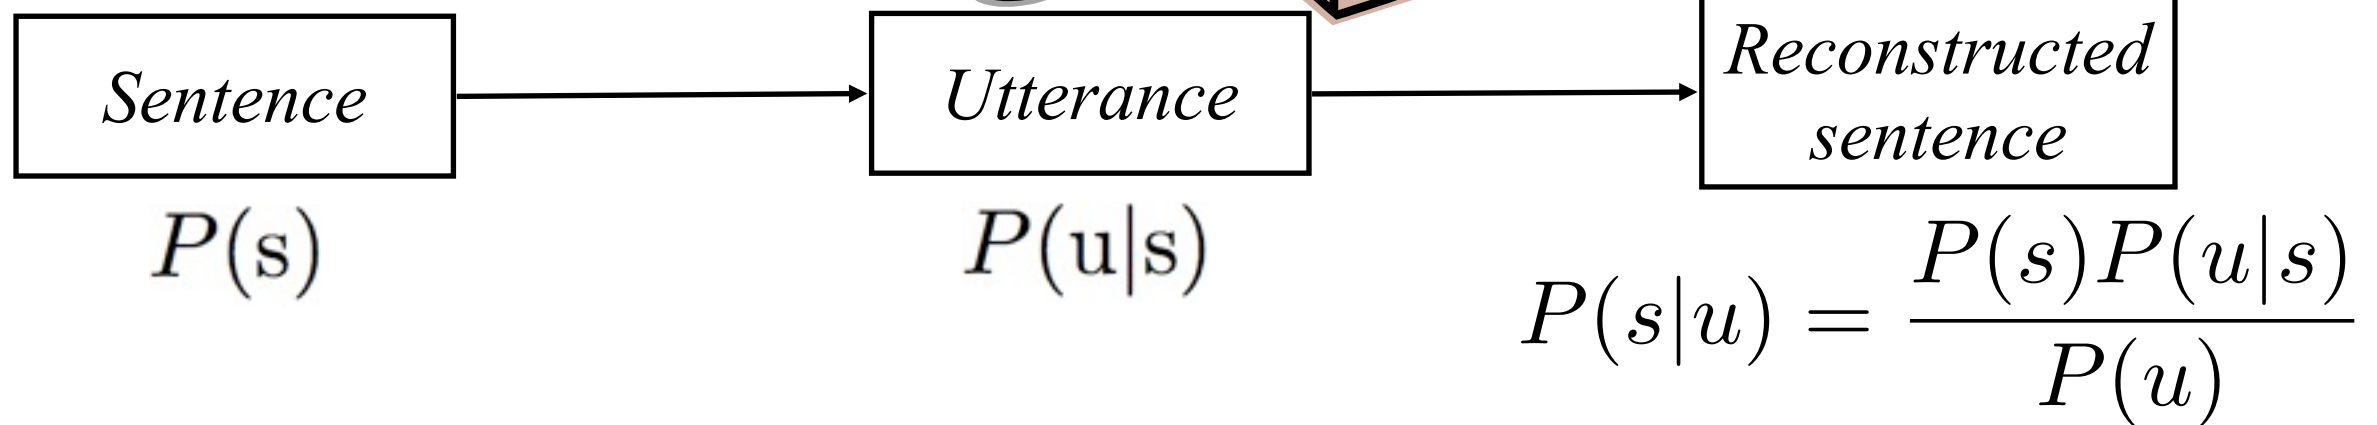 Sentence
Utterance
Reconstructed
sentence
P(s)
P(u|s)
P(s|u) = P(s)P(u|s) / P(u)